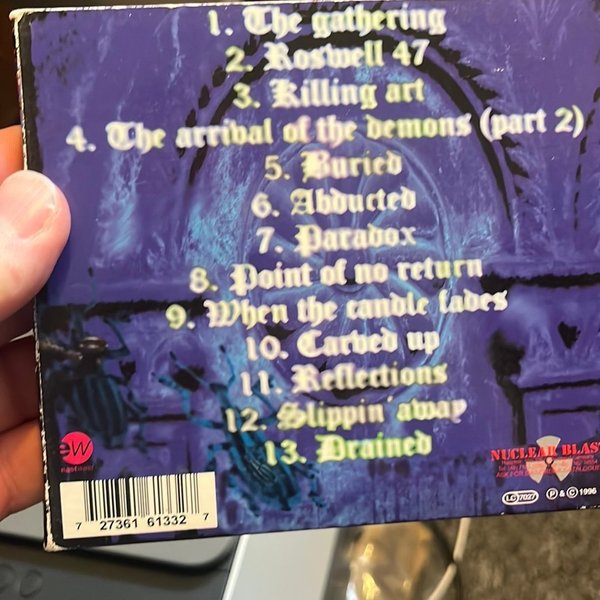 1. The gathering
2. Roswell 47
3. Killing art
4. The arrival of the demons (part 2)
5. Buried
6. Abducted
7. Paradox
8. Point of no return
9. When the candle fades
10. Carved up
11. Reflections
12. Slippin' away
13. Drained
ew
7 27361 61332 7
NUCLEAR BLAS
LC 7027 P & C 1996